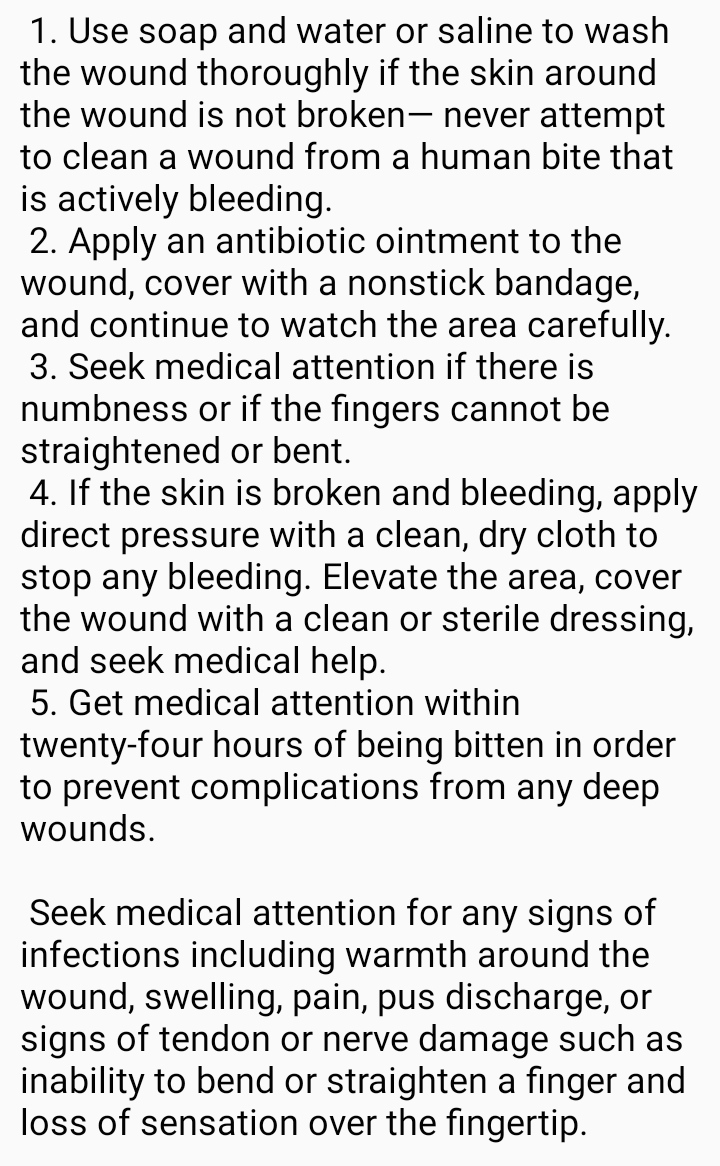 1. Use soap and water or saline to wash
the wound thoroughly if the skin around
the wound is not broken— never attempt
to clean a wound from a human bite that
is actively bleeding.
2. Apply an antibiotic ointment to the
wound, cover with a nonstick bandage,
and continue to watch the area carefully.
3. Seek medical attention if there is
numbness or if the fingers cannot be
straightened or bent.
4. If the skin is broken and bleeding, apply
direct pressure with a clean, dry cloth to
stop any bleeding. Elevate the area, cover
the wound with a clean or sterile dressing,
and seek medical help.
5. Get medical attention within
twenty-four hours of being bitten in order
to prevent complications from any deep
wounds.
Seek medical attention for any signs of
infections including warmth around the
wound, swelling, pain, pus discharge, or
signs of tendon or nerve damage such as
inability to bend or straighten a finger and
loss of sensation over the fingertip.